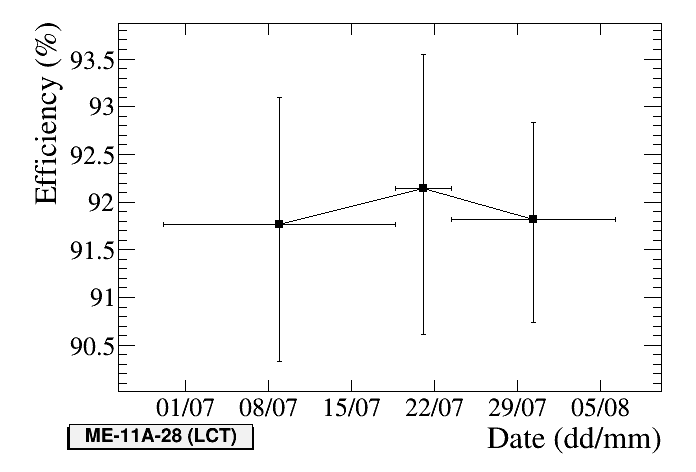 Efficiency (%)
93.5
93
92.5
92
91.5
91
90.5
01/07 08/07 15/07 22/07 29/07 05/08
ME-11A-28 (LCT)
Date (dd/mm)